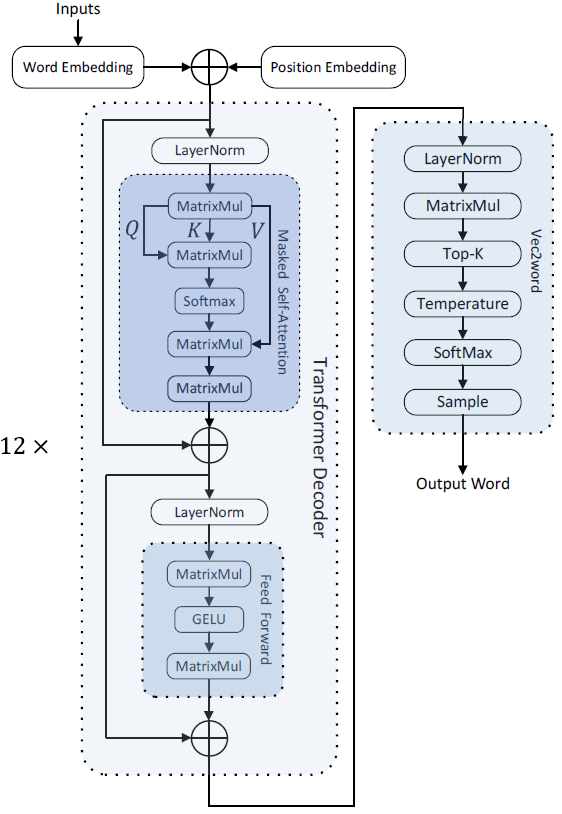 Inputs
Word Embedding
Position Embedding
LayerNorm
MatrixMul
Q
K
V
MatrixMul
Softmax
MatrixMul
MatrixMul
Masked Self-Attention
12 ×
LayerNorm
MatrixMul
GELU
MatrixMul
Feed Forward
Transformer Decoder
LayerNorm
MatrixMul
Top-K
Temperature
SoftMax
Sample
Vec2word
Output Word